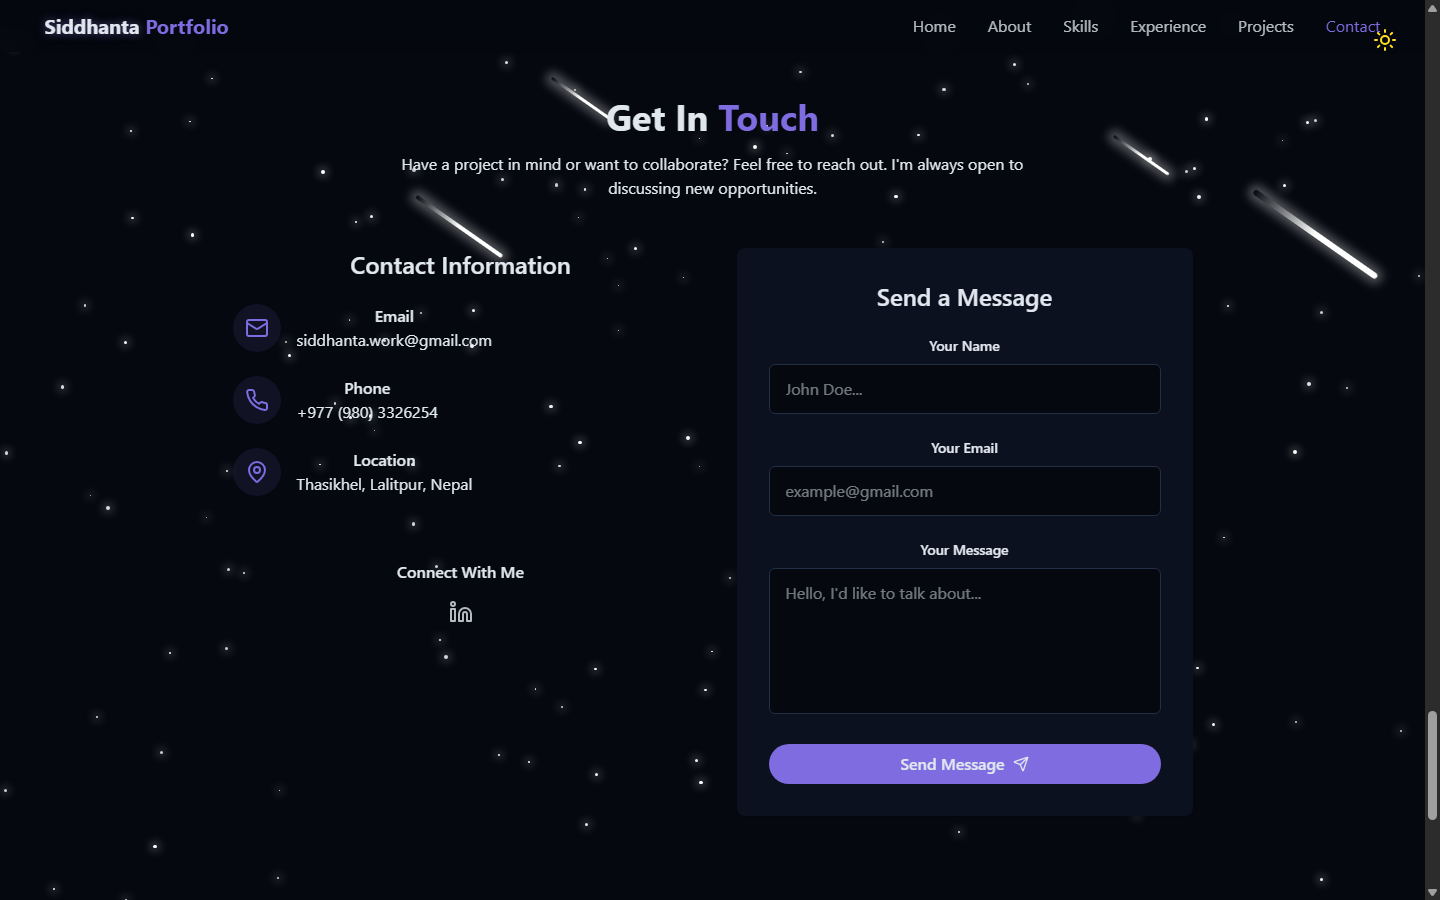 Siddhanta Portfolio
Home About Skills Experience Projects Contact
Get In Touch
Have a project in mind or want to collaborate? Feel free to reach out. I'm always open to
discussing new opportunities.
Contact Information
Email
siddhanta.work@gmail.com
Phone
+977 (980) 3326254
Location
Thasikhel, Lalitpur, Nepal
Connect With Me
Send a Message
Your Name
John Doe...
Your Email
example@gmail.com
Your Message
Hello, I'd like to talk about...
Send Message